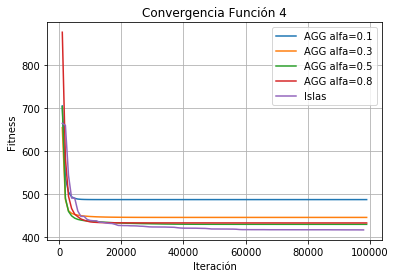 Convergencia Función 4
AGG alfa=0.1
AGG alfa=0.3
AGG alfa=0.5
AGG alfa=0.8
Islas
Fitness
800
700
600
500
400
0
20000
40000
60000
80000
100000
Iteración